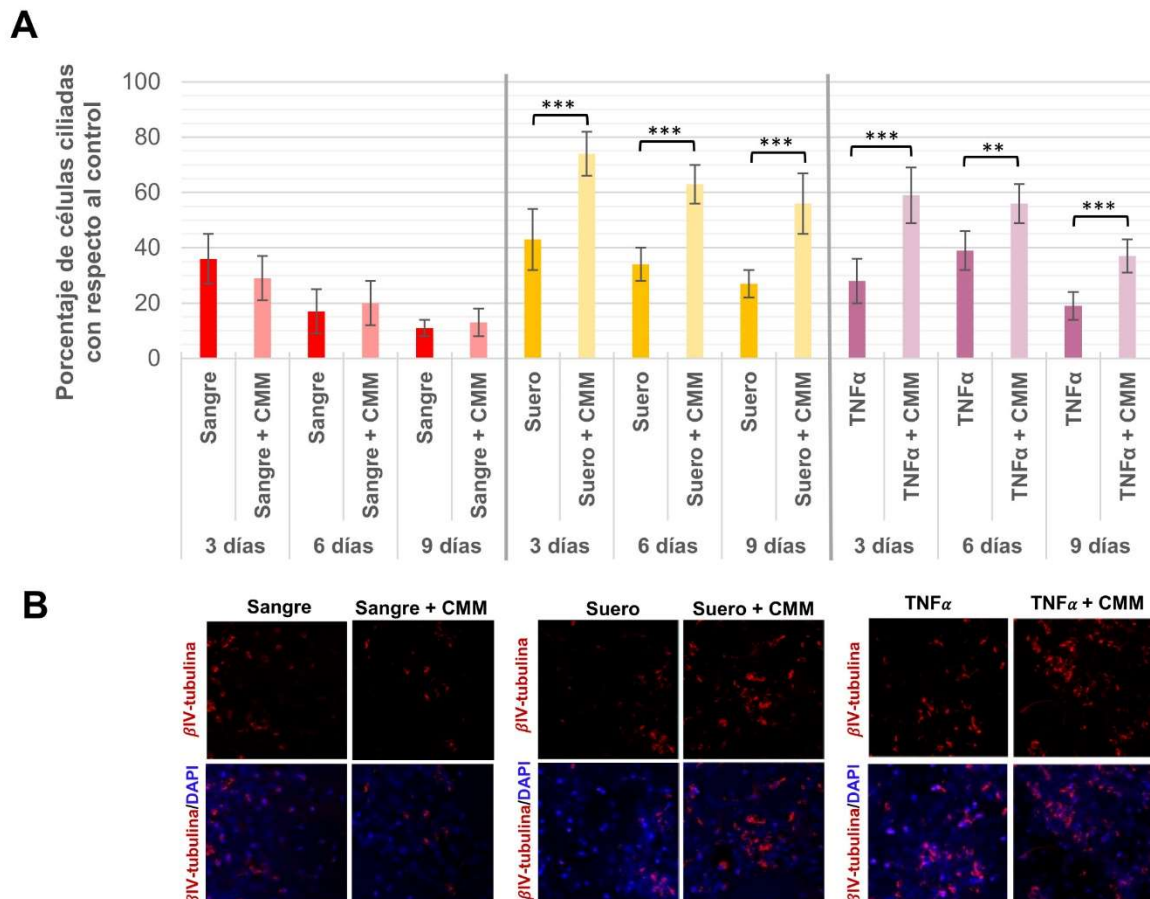 A
Porcentaje de células ciliadas
con respecto al control
100
80
60
40
20
0
***
***
***
***
**
***
Sangre
Sangre + CMM
Sangre
Sangre + CMM
Sangre
Sangre + CMM
Suero
Suero + CMM
Suero
Suero + CMM
Suero
Suero + CMM
TNFα
TNFα + CMM
TNFα
TNFα + CMM
TNFα
TNFα + CMM
3 días
6 días
9 días
3 días
6 días
9 días
3 días
6 días
9 días
B
Sangre
Sangre + CMM
Suero
Suero + CMM
TNFα
TNFα + CMM
βIV-tubulina
βIV-tubulina
βIV-tubulina
βIV-tubulina/DAPI
βIV-tubulina/DAPI
βIV-tubulina/DAPI